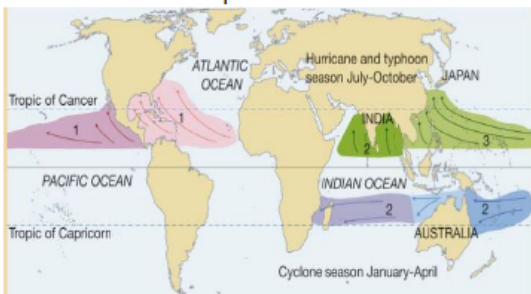 ATLANTIC
OCEAN
Hurricane and typhoon
season July-October
JAPAN
Tropic of Cancer
1
1
INDIA
2
3
PACIFIC OCEAN
INDIAN OCEAN
2
2
Tropic of Capricorn
AUSTRALIA
Cyclone season January-April